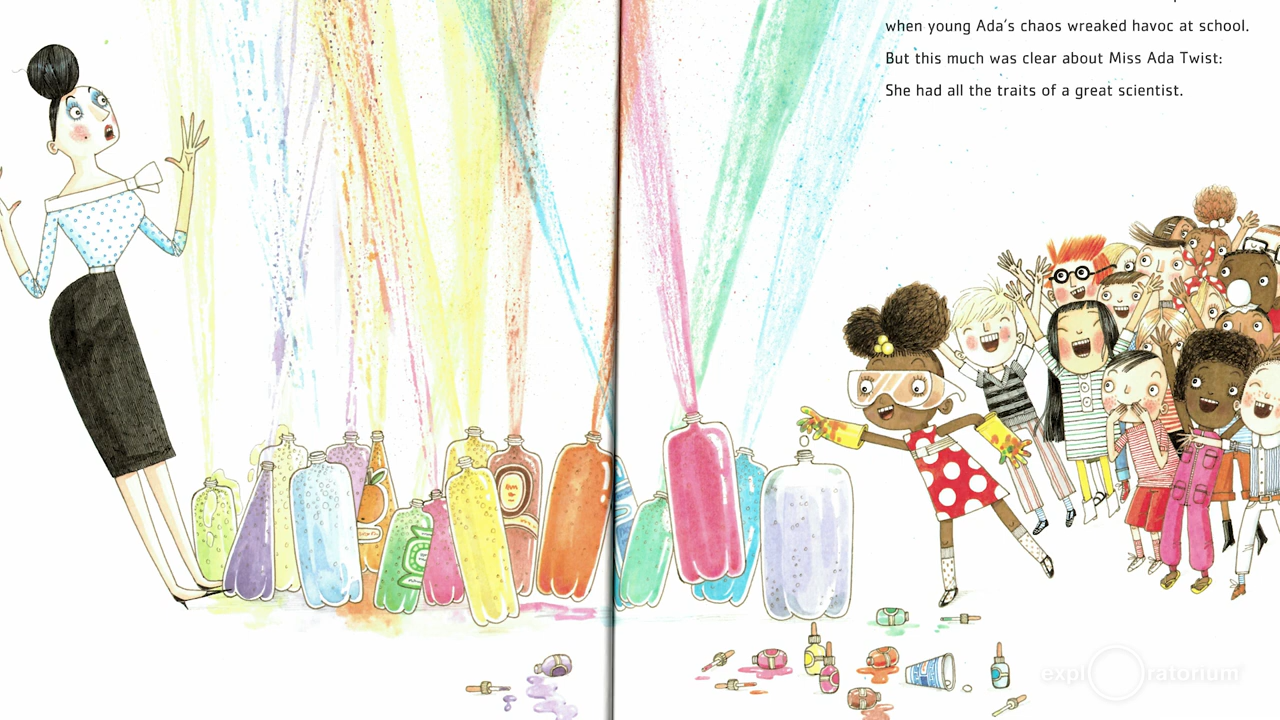 when young Ada's chaos wreaked havoc at school.
But this much was clear about Miss Ada Twist:
She had all the traits of a great scientist.
exploratorium